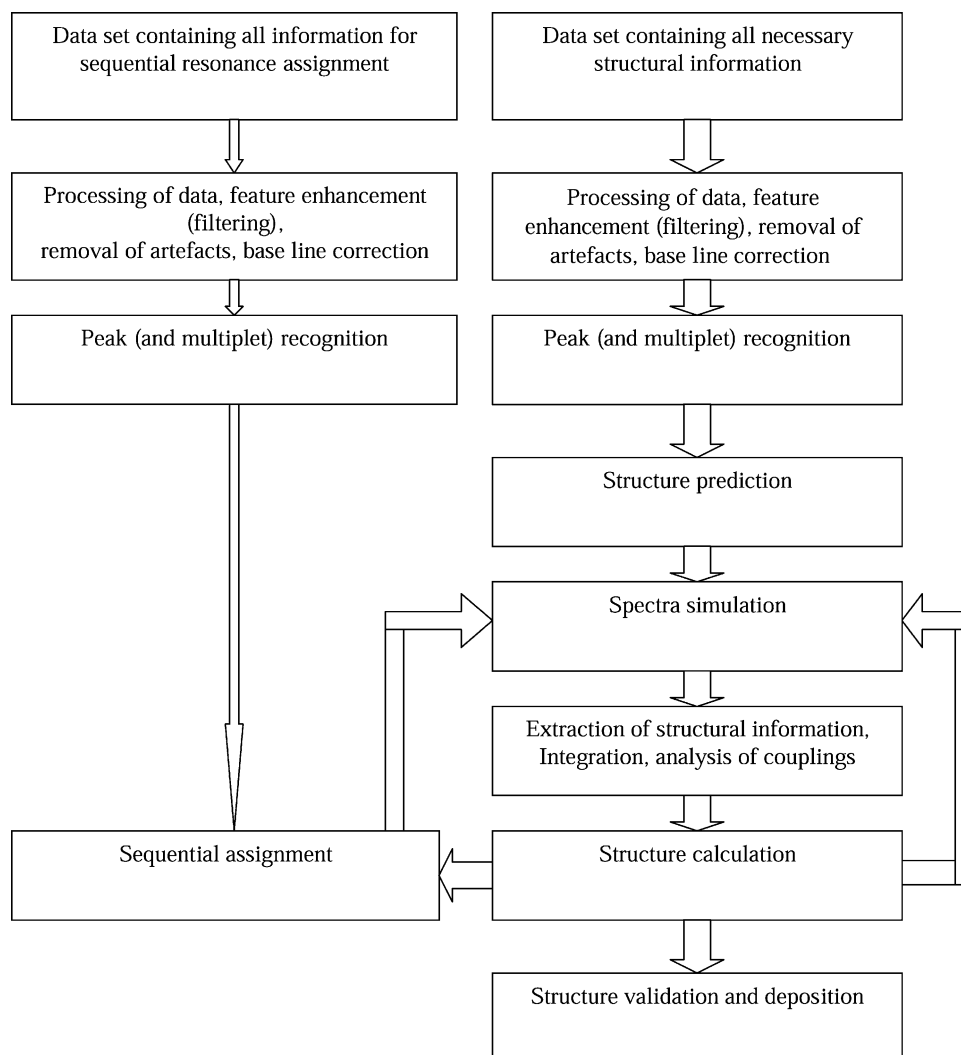 Data set containing all information for
sequential resonance assignment
Data set containing all necessary
structural information
Processing of data, feature enhancement
(filtering),
removal of artefacts, base line correction
Processing of data, feature
enhancement (filtering), removal of
artefacts, base line correction
Peak (and multiplet) recognition
Peak (and multiplet) recognition
Structure prediction
Spectra simulation
Extraction of structural information,
Integration, analysis of couplings
Sequential assignment
Structure calculation
Structure validation and deposition